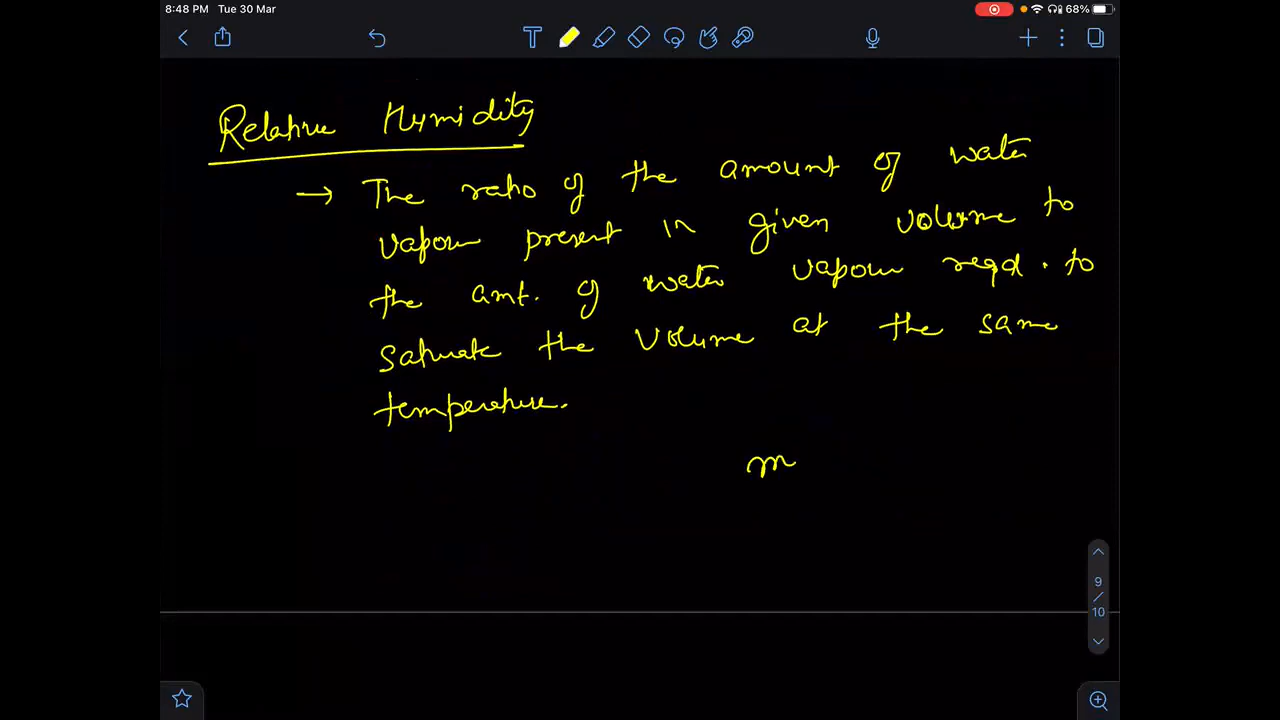 8:48 PM Tue 30 Mar
68%
Relative Humidity
→ The ratio of the amount of water
vapour present in given volume to
the amt. of water vapour reqd. to
saturate the volume at the same
temperature.
m
9
/
10